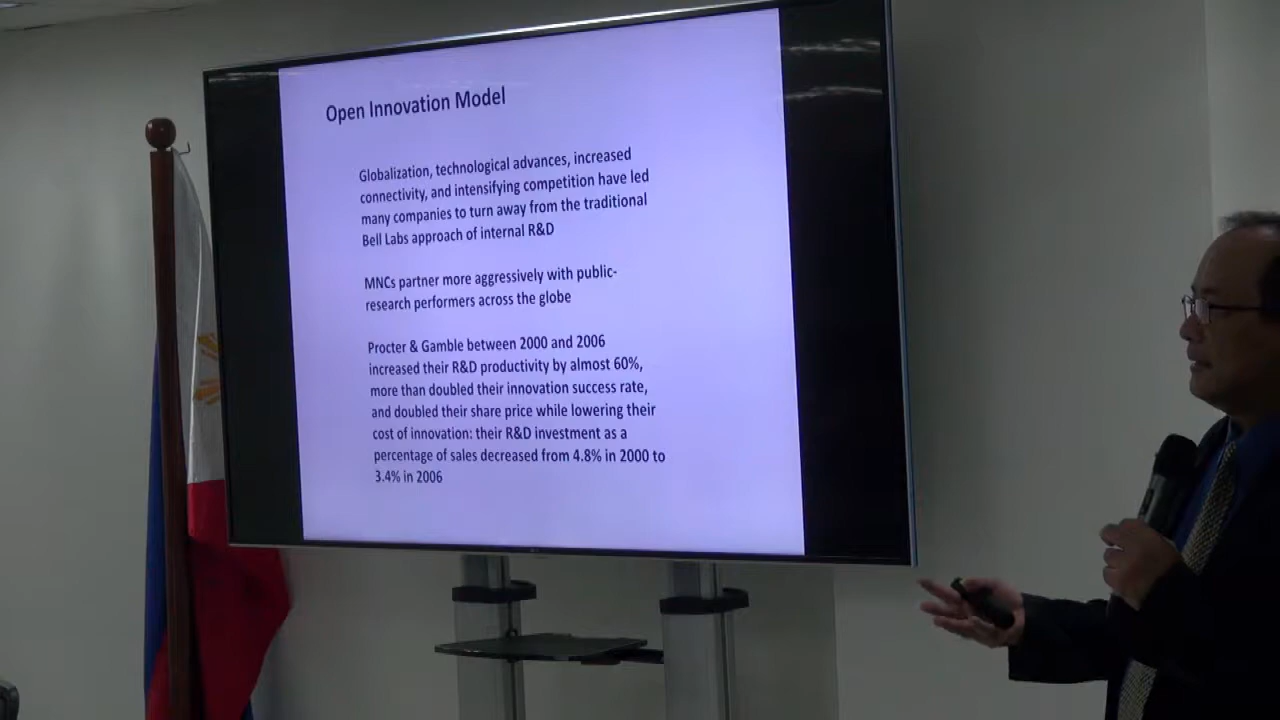 Open Innovation Model
Globalization, technological advances, increased
connectivity, and intensifying competition have led
many companies to turn away from the traditional
Bell Labs approach of internal R&D
MNCs partner more aggressively with public-
research performers across the globe
Procter & Gamble between 2000 and 2006
increased their R&D productivity by almost 60%,
more than doubled their innovation success rate,
and doubled their share price while lowering their
cost of innovation: their R&D investment as a
percentage of sales decreased from 4.8% in 2000 to
3.4% in 2006